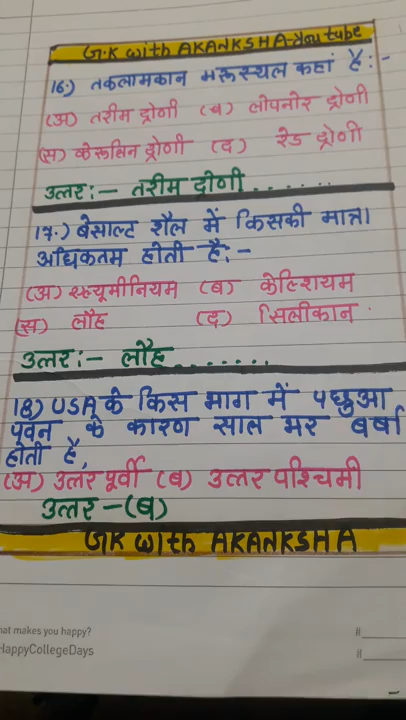 G.K with AKANKSHA-You tube
16.) तकलामकान मरूस्थल कहां है:-
(अ) तरीम द्रोणी (ब) लोपनोर द्रोणी
(स) केरूलिन द्रोणी (द) रेड द्रोणी
उत्तर:- तरीम द्रोणी.......
17.) बेसाल्ट शैल में किसकी मात्रा
अधिकतम होती है:-
(अ) एल्यूमीनियम (ब) केल्शियम
(स) लौह (द) सिलीकान
उत्तर:- लौह.......
18) USA के किस भाग में पछुआ
पवन के कारण साल भर वर्षा
होती है,
(अ) उत्तर पूर्वी (ब) उत्तर पश्चिमी
उत्तर-(ब)
GK with AKANKSHA
hat makes you happy?
HappyCollegeDays